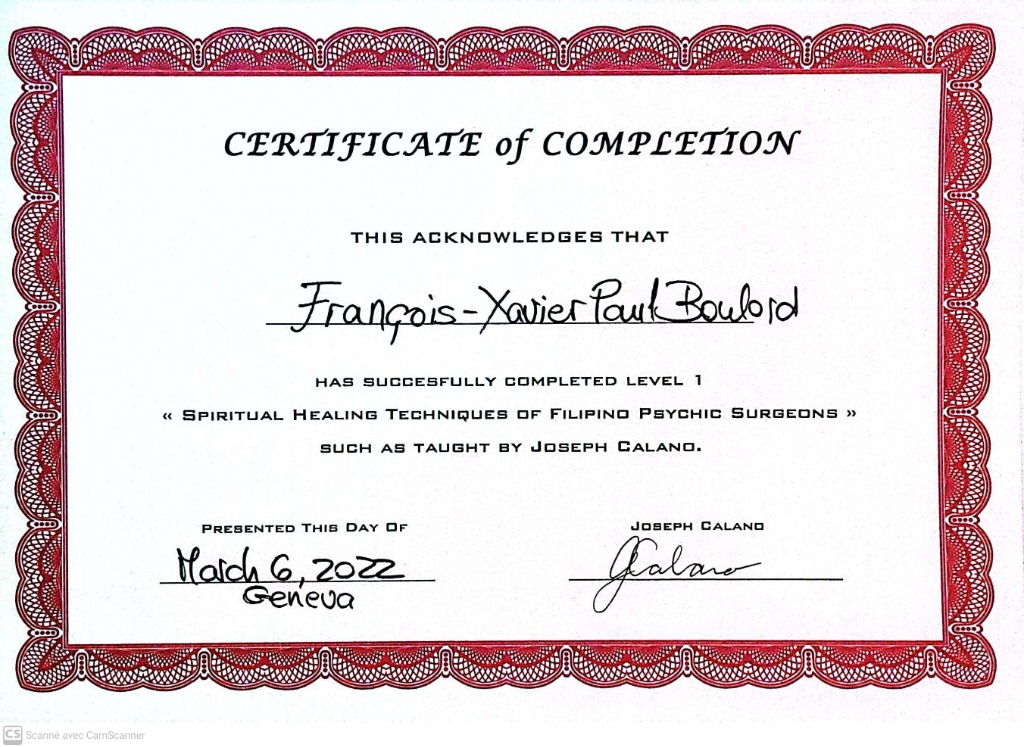 CERTIFICATE of COMPLETION
THIS ACKNOWLEDGES THAT
François-Xavier Paul Boulord
HAS SUCCESFULLY COMPLETED LEVEL 1
« SPIRITUAL HEALING TECHNIQUES OF FILIPINO PSYCHIC SURGEONS »
SUCH AS TAUGHT BY JOSEPH CALANO.
PRESENTED THIS DAY OF
March 6, 2022
Geneva
JOSEPH CALANO
JCalano
CS Scanné avec CamScanner